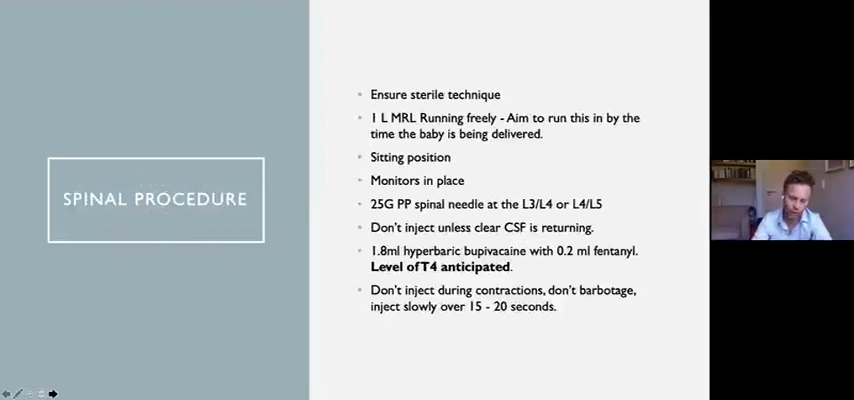 SPINAL PROCEDURE
Ensure sterile technique
1 L MRL Running freely - Aim to run this in by the
time the baby is being delivered.
Sitting position
Monitors in place
25G PP spinal needle at the L3/L4 or L4/L5
Don't inject unless clear CSF is returning.
1.8ml hyperbaric bupivacaine with 0.2 ml fentanyl.
Level of T4 anticipated.
Don't inject during contractions, don't barbotage,
inject slowly over 15 - 20 seconds.